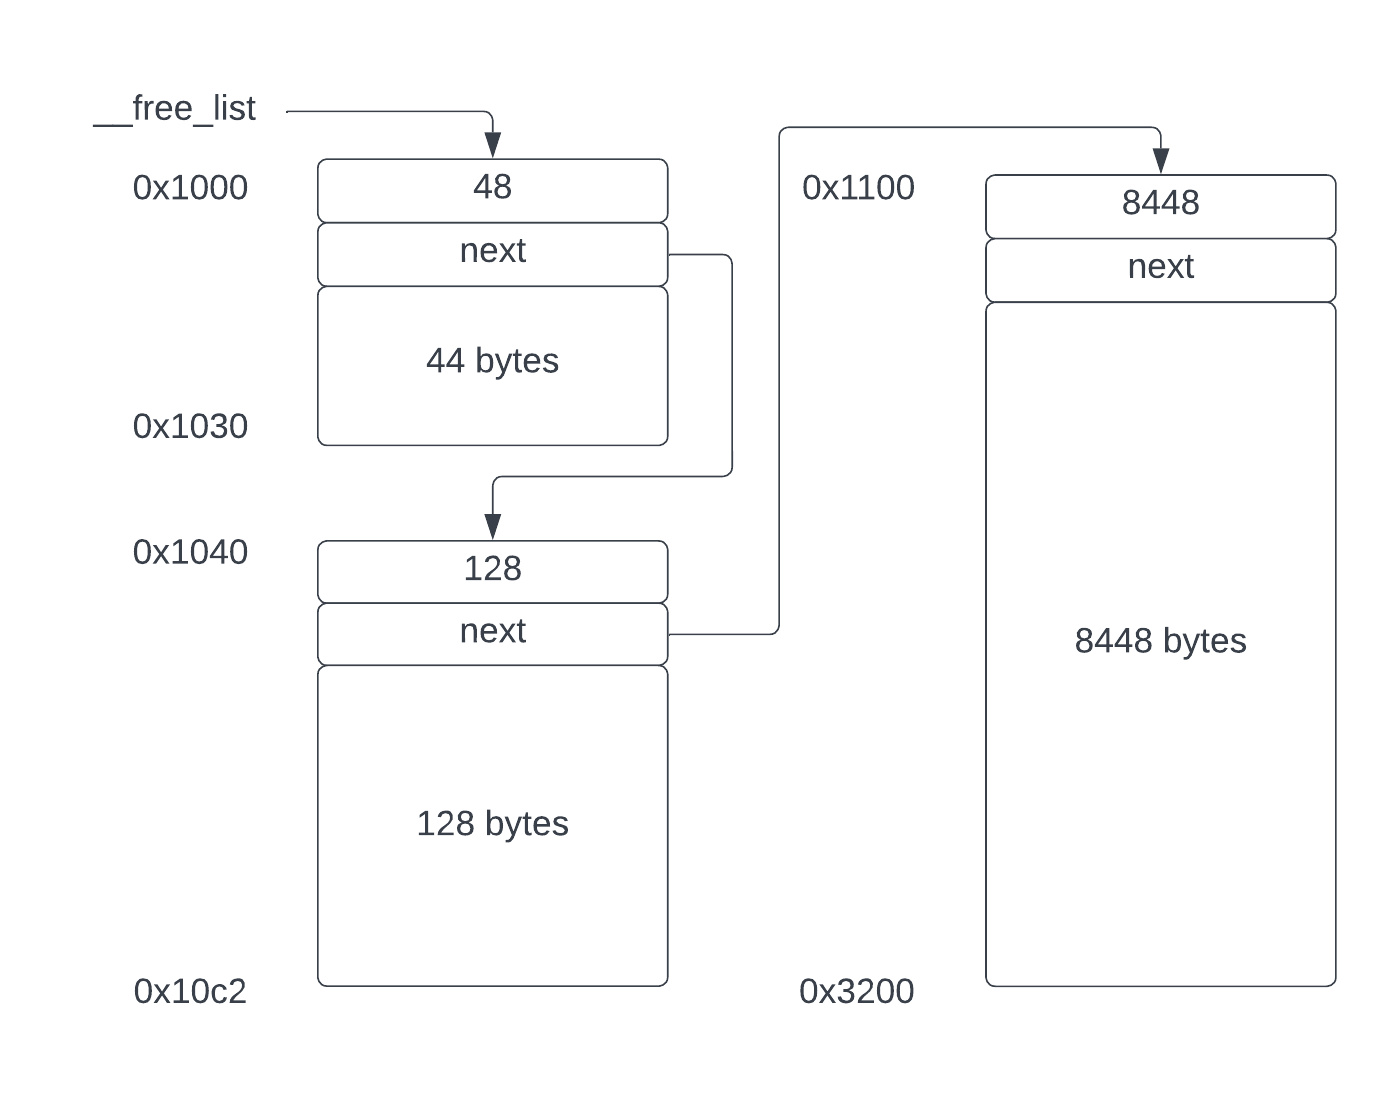 __free_list
0x1000
48
next
44 bytes
0x1030
0x1040
128
next
128 bytes
0x10c2
0x1100
8448
next
8448 bytes
0x3200